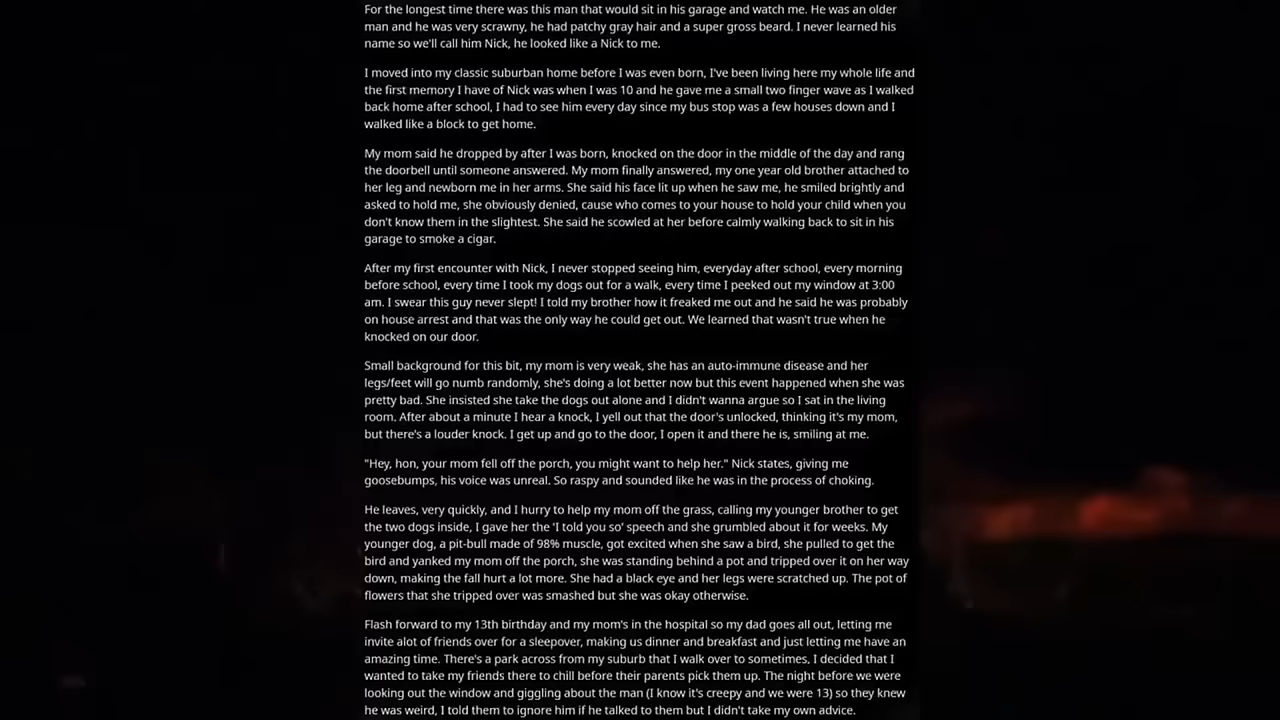 For the longest time there was this man that would sit in his garage and watch me. He was an older
man and he was very scrawny, he had patchy gray hair and a super gross beard. I never learned his
name so we'll call him Nick, he looked like a Nick to me.
I moved into my classic suburban home before I was even born, I've been living here my whole life and
the first memory I have of Nick was when I was 10 and he gave me a small two finger wave as I walked
back home after school, I had to see him every day since my bus stop was a few houses down and I
walked like a block to get home.
My mom said he dropped by after I was born, knocked on the door in the middle of the day and rang
the doorbell until someone answered. My mom finally answered, my one year old brother attached to
her leg and newborn me in her arms. She said his face lit up when he saw me, he smiled brightly and
asked to hold me, she obviously denied, cause who comes to your house to hold your child when you
don't know them in the slightest. She said he scowled at her before calmly walking back to sit in his
garage to smoke a cigar.
After my first encounter with Nick, I never stopped seeing him, everyday after school, every morning
before school, every time I took my dogs out for a walk, every time I peeked out my window at 3:00
am. I swear this guy never slept! I told my brother how it freaked me out and he said he was probably
on house arrest and that was the only way he could get out. We learned that wasn't true when he
knocked on our door.
Small background for this bit, my mom is very weak, she has an auto-immune disease and her
legs/feet will go numb randomly, she's doing a lot better now but this event happened when she was
pretty bad. She insisted she take the dogs out alone and I didn't wanna argue so I sat in the living
room. After about a minute I hear a knock, I yell out that the door's unlocked, thinking it's my mom,
but there's a louder knock. I get up and go to the door, I open it and there he is, smiling at me.
"Hey, hon, your mom fell off the porch, you might want to help her." Nick states, giving me
goosebumps, his voice was unreal. So raspy and sounded like he was in the process of choking.
He leaves, very quickly, and I hurry to help my mom off the grass, calling my younger brother to get
the two dogs inside, I gave her the 'I told you so' speech and she grumbled about it for weeks. My
younger dog, a pit-bull made of 98% muscle, got excited when she saw a bird, she pulled to get the
bird and yanked my mom off the porch, she was standing behind a pot and tripped over it on her way
down, making the fall hurt a lot more. She had a black eye and her legs were scratched up. The pot of
flowers that she tripped over was smashed but she was okay otherwise.
Flash forward to my 13th birthday and my mom's in the hospital so my dad goes all out, letting me
invite alot of friends over for a sleepover, making us dinner and breakfast and just letting me have an
amazing time. There's a park across from my suburb that I walk over to sometimes, I decided that I
wanted to take my friends there to chill before their parents pick them up. The night before we were
looking out the window and giggling about the man (I know it's creepy and we were 13) so they knew
he was weird, I told them to ignore him if he talked to them but I didn't take my own advice.